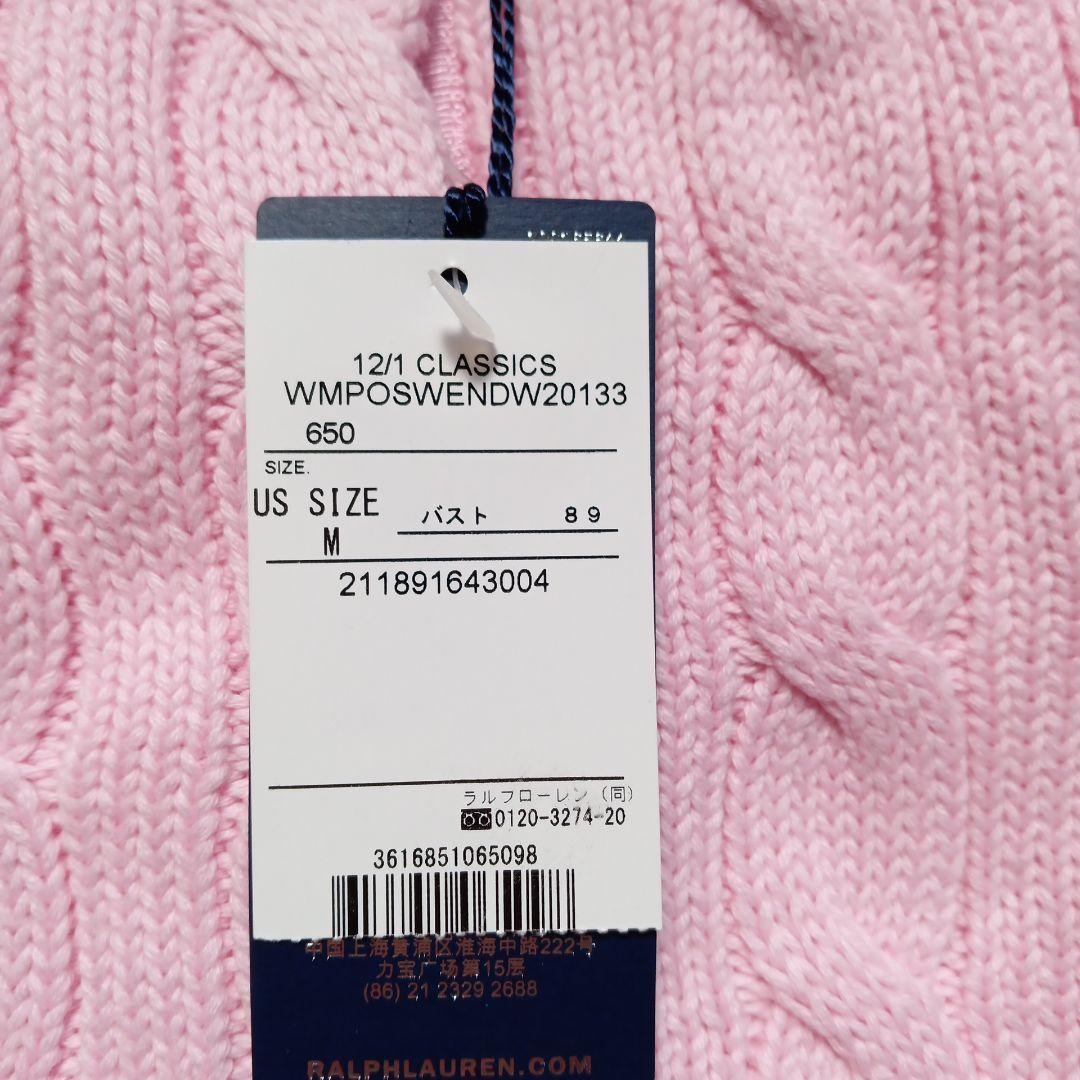 12/1 CLASSICS
WMPOSWENDW20133
650
SIZE.
US SIZE
M
バスト 89
211891643004
ラルフローレン (同)
0120-3274-20
3616851065098
中国上海黄浦区淮海中路222号
力宝广场第15层
(86) 21 2329 2688
RALPHLAUREN.COM